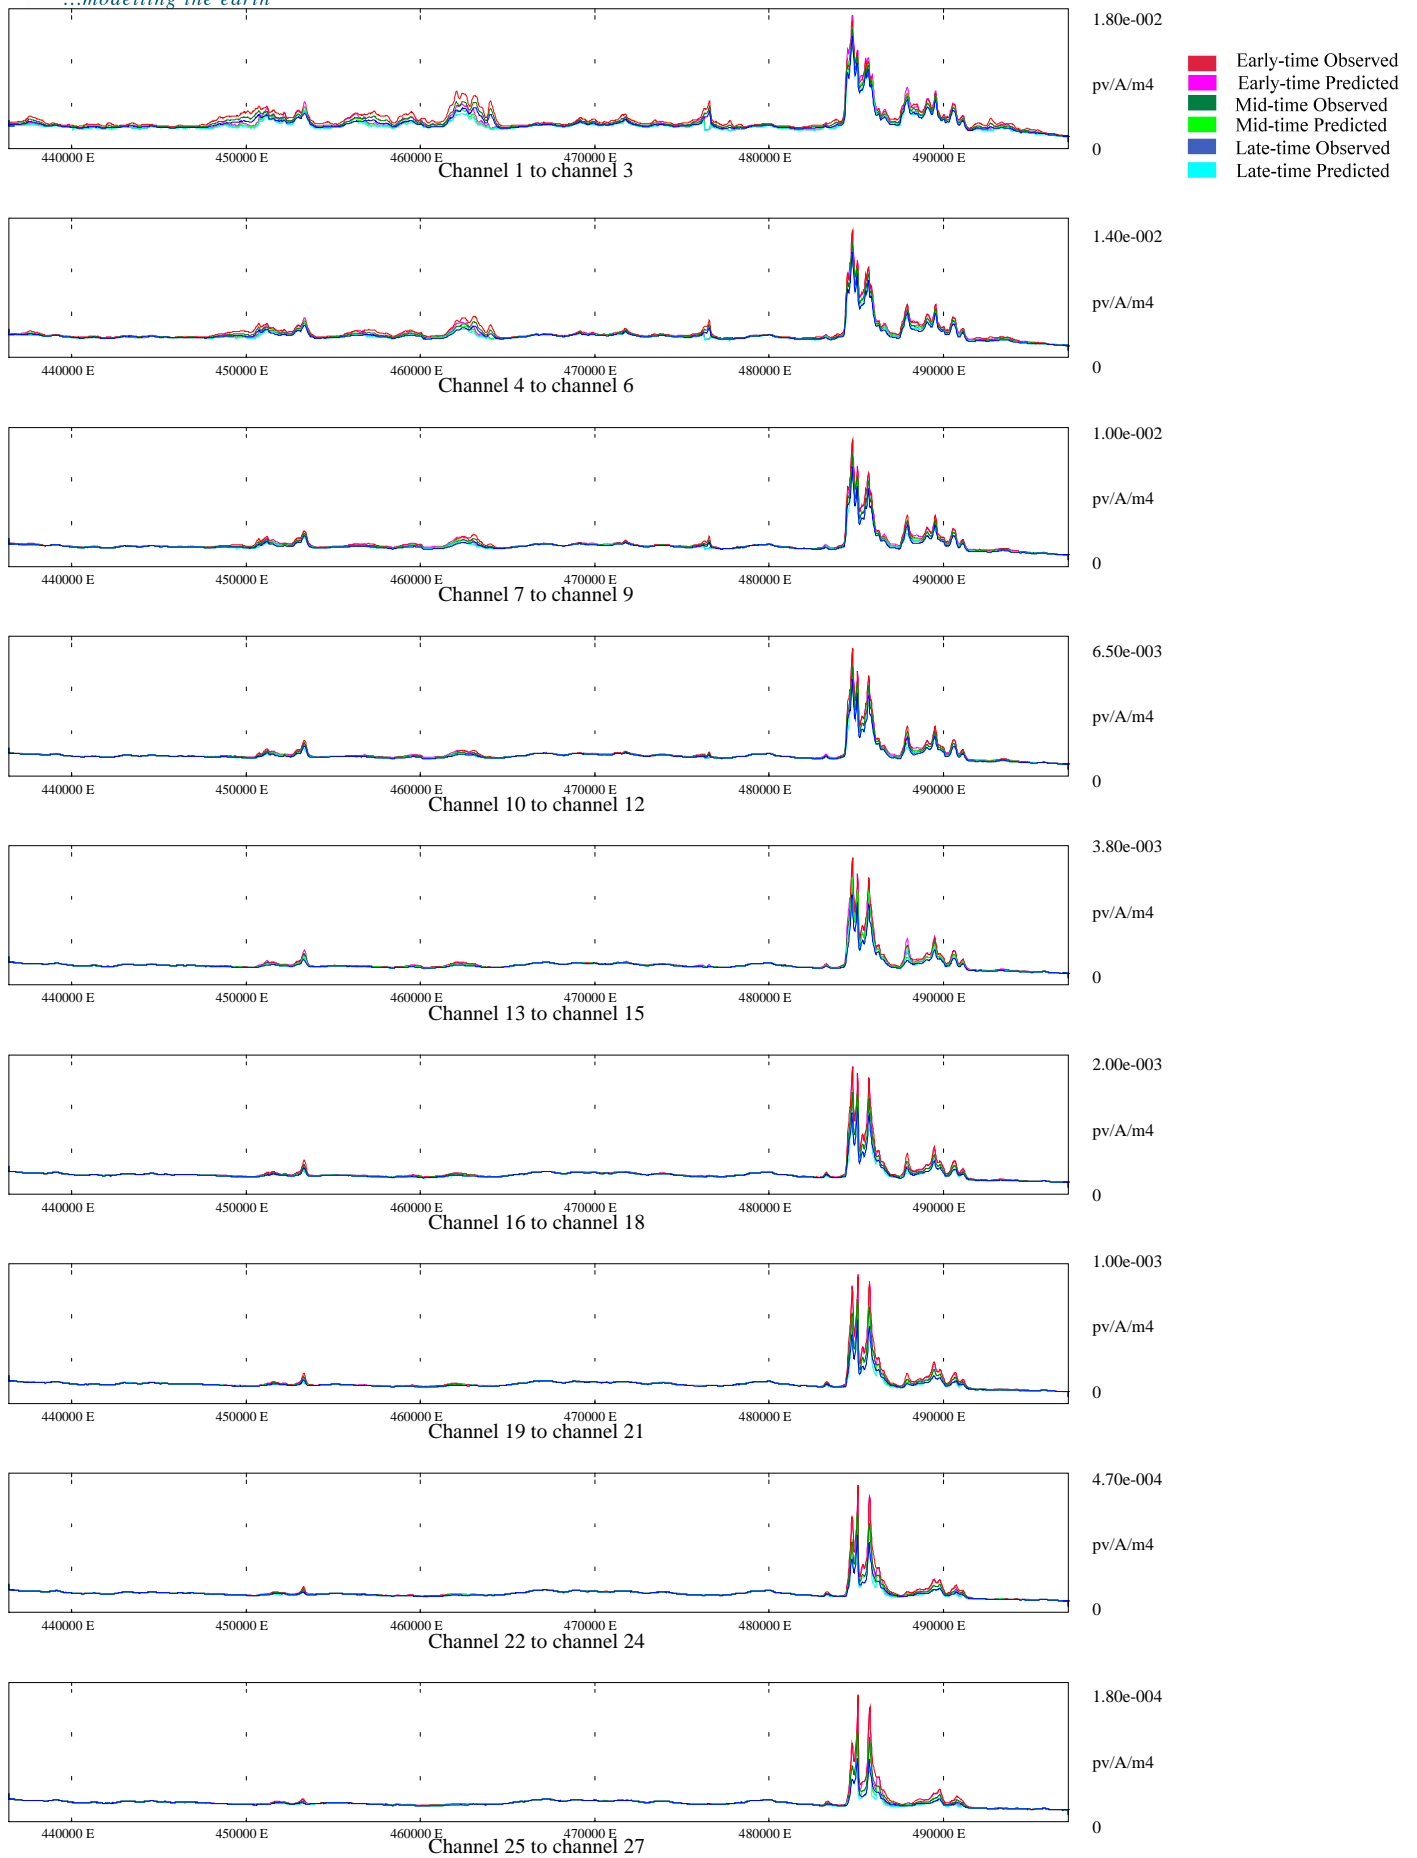 ...modelling the earth
1.80e-002
pv/A/m4
0
Early-time Observed
Early-time Predicted
Mid-time Observed
Mid-time Predicted
Late-time Observed
Late-time Predicted
440000 E 450000 E 460000 E 470000 E 480000 E 490000 E
Channel 1 to channel 3
1.40e-002
pv/A/m4
0
440000 E 450000 E 460000 E 470000 E 480000 E 490000 E
Channel 4 to channel 6
1.00e-002
pv/A/m4
0
440000 E 450000 E 460000 E 470000 E 480000 E 490000 E
Channel 7 to channel 9
6.50e-003
pv/A/m4
0
440000 E 450000 E 460000 E 470000 E 480000 E 490000 E
Channel 10 to channel 12
3.80e-003
pv/A/m4
0
440000 E 450000 E 460000 E 470000 E 480000 E 490000 E
Channel 13 to channel 15
2.00e-003
pv/A/m4
0
440000 E 450000 E 460000 E 470000 E 480000 E 490000 E
Channel 16 to channel 18
1.00e-003
pv/A/m4
0
440000 E 450000 E 460000 E 470000 E 480000 E 490000 E
Channel 19 to channel 21
4.70e-004
pv/A/m4
0
440000 E 450000 E 460000 E 470000 E 480000 E 490000 E
Channel 22 to channel 24
1.80e-004
pv/A/m4
0
440000 E 450000 E 460000 E 470000 E 480000 E 490000 E
Channel 25 to channel 27